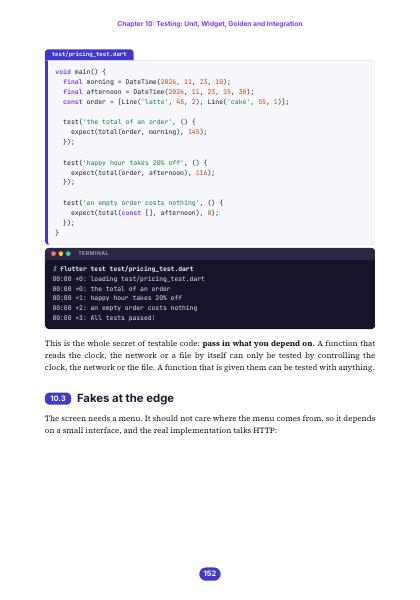 Chapter 10: Testing: Unit, Widget, Golden and Integration
test/pricing_test.dart
void main() {
  final morning = DateTime(2026, 11, 23, 10);
  final afternoon = DateTime(2026, 11, 23, 15, 30);
  const order = [Line('latte', 45, 2), Line('cake', 55, 1)];

  test('the total of an order', () {
    expect(total(order, morning), 145);
  });

  test('happy hour takes 20% off', () {
    expect(total(order, afternoon), 116);
  });

  test('an empty order costs nothing', () {
    expect(total(const [], afternoon), 0);
  });
}
TERMINAL
$ flutter test test/pricing_test.dart
00:00 +0: loading test/pricing_test.dart
00:00 +0: the total of an order
00:00 +1: happy hour takes 20% off
00:00 +2: an empty order costs nothing
00:00 +3: All tests passed!
This is the whole secret of testable code: pass in what you depend on. A function that
reads the clock, the network or a file by itself can only be tested by controlling the
clock, the network or the file. A function that is given them can be tested with anything.
10.3 Fakes at the edge
The screen needs a menu. It should not care where the menu comes from, so it depends
on a small interface, and the real implementation talks HTTP:
152